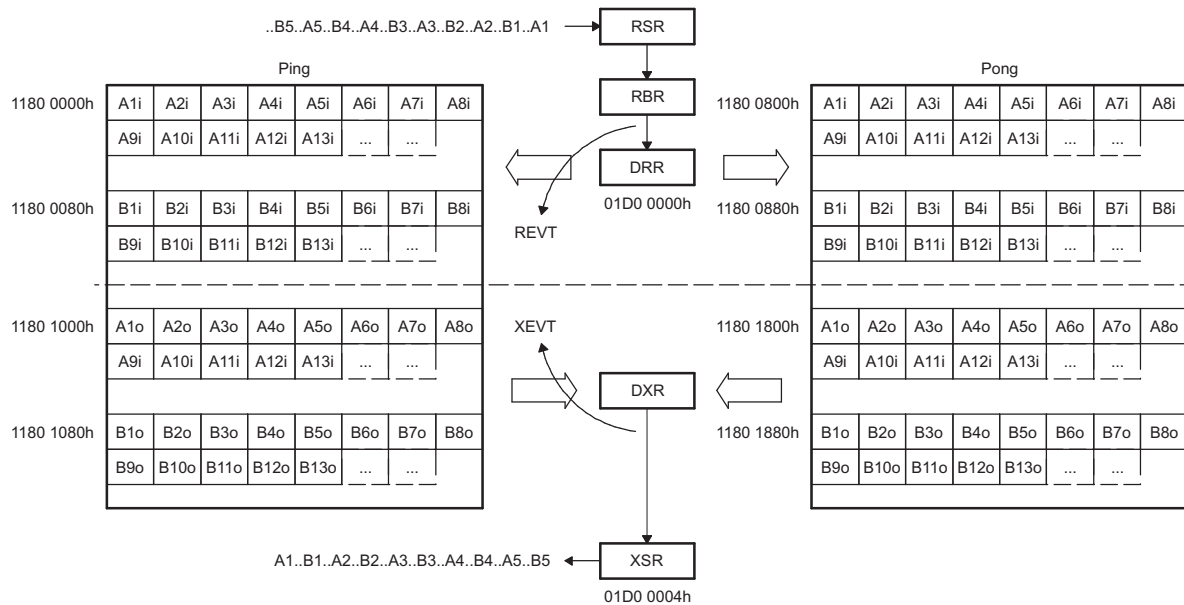 ..B5..A5..B4..A4..B3..A3..B2..A2..B1..A1
RSR
Ping
Pong
RBR
1180 0000h A1i A2i A3i A4i A5i A6i A7i A8i
A9i A10i A11i A12i A13i ... ...
1180 0800h A1i A2i A3i A4i A5i A6i A7i A8i
A9i A10i A11i A12i A13i ... ...
DRR
01D0 0000h
REVT
1180 0080h B1i B2i B3i B4i B5i B6i B7i B8i
B9i B10i B11i B12i B13i ... ...
1180 0880h B1i B2i B3i B4i B5i B6i B7i B8i
B9i B10i B11i B12i B13i ... ...
1180 1000h A1o A2o A3o A4o A5o A6o A7o A8o
A9i A10i A11i A12i A13i ... ...
XEVT
1180 1800h A1o A2o A3o A4o A5o A6o A7o A8o
A9i A10i A11i A12i A13i ... ...
DXR
1180 1080h B1o B2o B3o B4o B5o B6o B7o B8o
B9o B10o B11o B12o B13o ... ...
1180 1880h B1o B2o B3o B4o B5o B6o B7o B8o
B9o B10o B11o B12o B13o ... ...
A1..B1..A2..B2..A3..B3..A4..B4..A5..B5
XSR
01D0 0004h